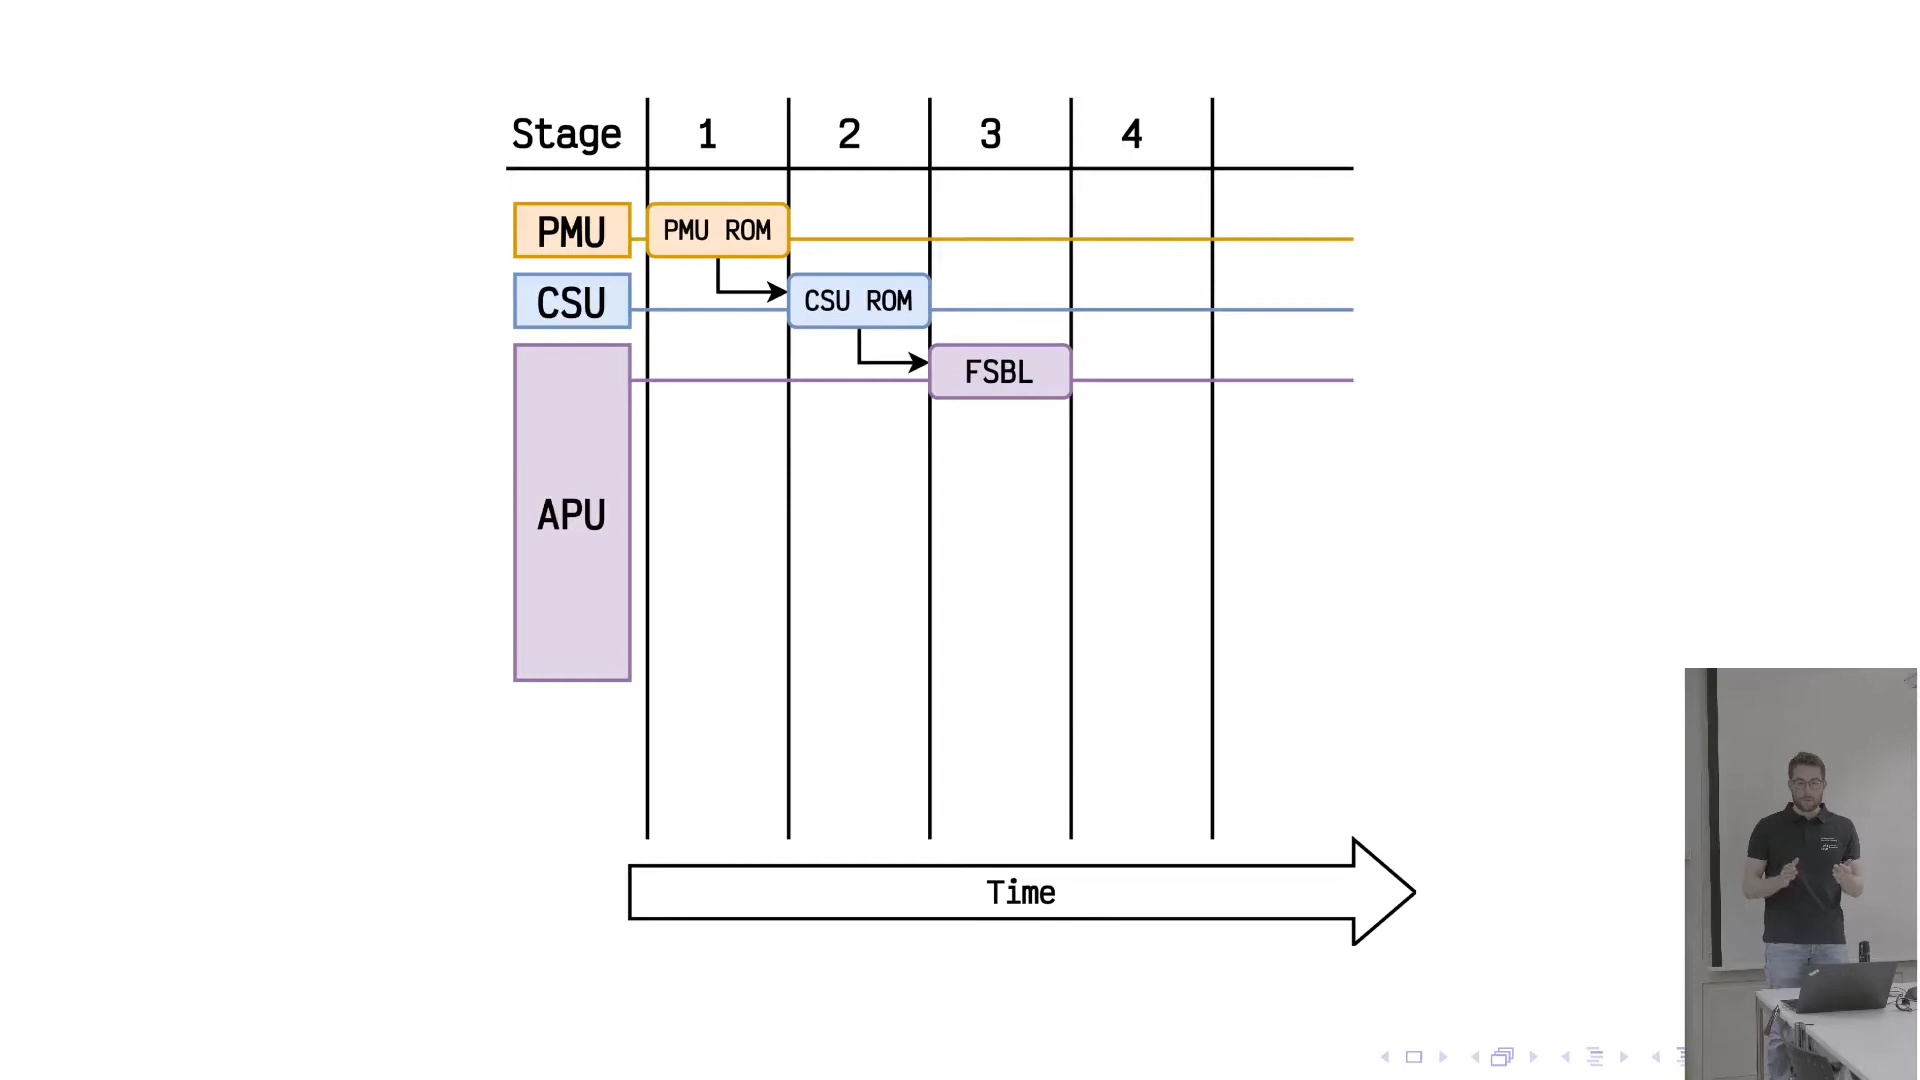 Stage 1 2 3 4
PMU PMU ROM
CSU CSU ROM
FSBL
APU
Time